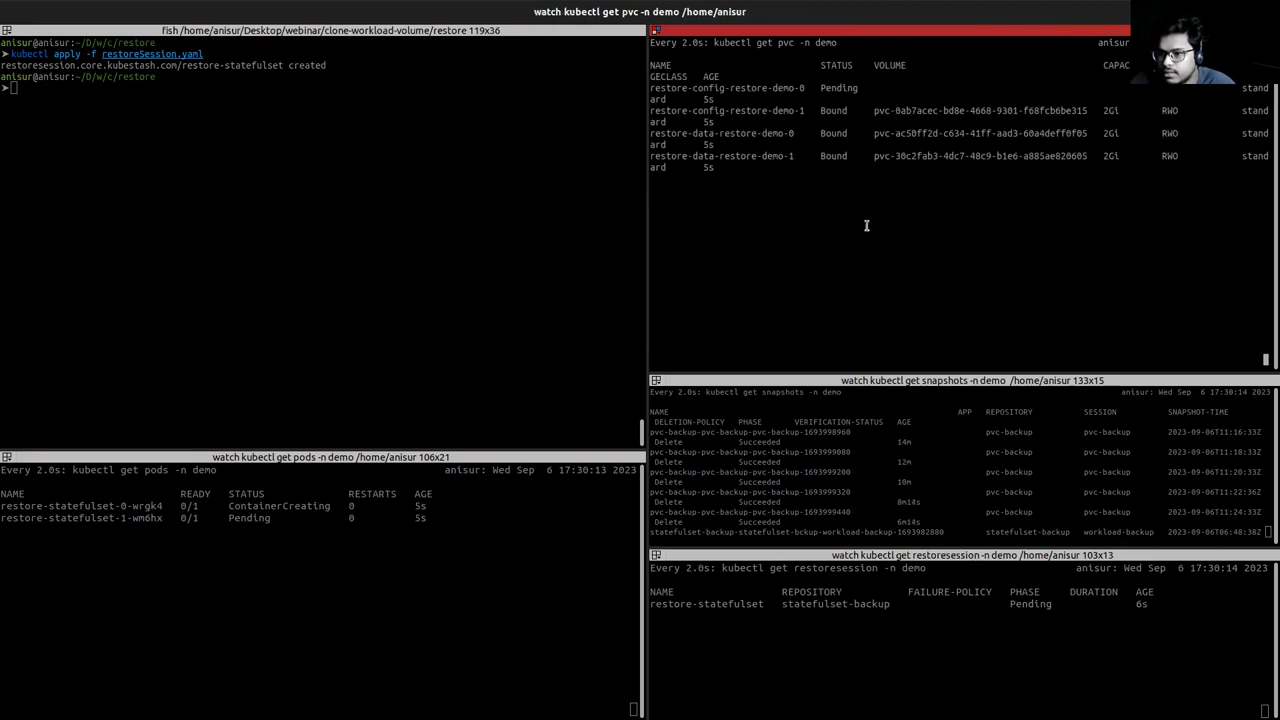 watch kubectl get pvc -n demo /home/anisur
fish /home/anisur/Desktop/webinar/clone-workload-volume/restore 119x36
anisur@anisur:~/D/w/c/restore
➤ kubectl apply -f restoreSession.yaml
restoresession.core.kubestash.com/restore-statefulset created
anisur@anisur:~/D/w/c/restore
➤
Every 2.0s: kubectl get pvc -n demo anisur
NAME STATUS VOLUME CAPAC
GECLASS AGE
restore-config-restore-demo-0 Pending stand
ard 5s
restore-config-restore-demo-1 Bound pvc-0ab7acec-bd8e-4668-9301-f68fcb6be315 2Gi RWO stand
ard 5s
restore-data-restore-demo-0 Bound pvc-ac50ff2d-c634-41ff-aad3-60a4deff0f05 2Gi RWO stand
ard 5s
restore-data-restore-demo-1 Bound pvc-30c2fab3-4dc7-48c9-b1e6-a885ae820605 2Gi RWO stand
ard 5s
watch kubectl get snapshots -n demo /home/anisur 133x15
Every 2.0s: kubectl get snapshots -n demo anisur: Wed Sep 6 17:30:14 2023
NAME APP REPOSITORY SESSION SNAPSHOT-TIME
DELETION-POLICY PHASE VERIFICATION-STATUS AGE
pvc-backup-pvc-backup-pvc-backup-1693998960 pvc-backup pvc-backup 2023-09-06T11:16:33Z
Delete Succeeded 14m
pvc-backup-pvc-backup-pvc-backup-1693999080 pvc-backup pvc-backup 2023-09-06T11:18:33Z
Delete Succeeded 12m
pvc-backup-pvc-backup-pvc-backup-1693999200 pvc-backup pvc-backup 2023-09-06T11:20:33Z
Delete Succeeded 10m
pvc-backup-pvc-backup-pvc-backup-1693999320 pvc-backup pvc-backup 2023-09-06T11:22:36Z
Delete Succeeded 8m14s
pvc-backup-pvc-backup-pvc-backup-1693999440 pvc-backup pvc-backup 2023-09-06T11:24:33Z
Delete Succeeded 6m14s
statefulset-backup-statefulset-bckup-workload-backup-1693982880 statefulset-backup workload-backup 2023-09-06T06:48:38Z
watch kubectl get pods -n demo /home/anisur 106x21
Every 2.0s: kubectl get pods -n demo anisur: Wed Sep 6 17:30:13 2023
NAME READY STATUS RESTARTS AGE
restore-statefulset-0-wrgk4 0/1 ContainerCreating 0 5s
restore-statefulset-1-wm6hx 0/1 Pending 0 5s
watch kubectl get restoresession -n demo /home/anisur 103x13
Every 2.0s: kubectl get restoresession -n demo anisur: Wed Sep 6 17:30:14 2023
NAME REPOSITORY FAILURE-POLICY PHASE DURATION AGE
restore-statefulset statefulset-backup Pending 6s